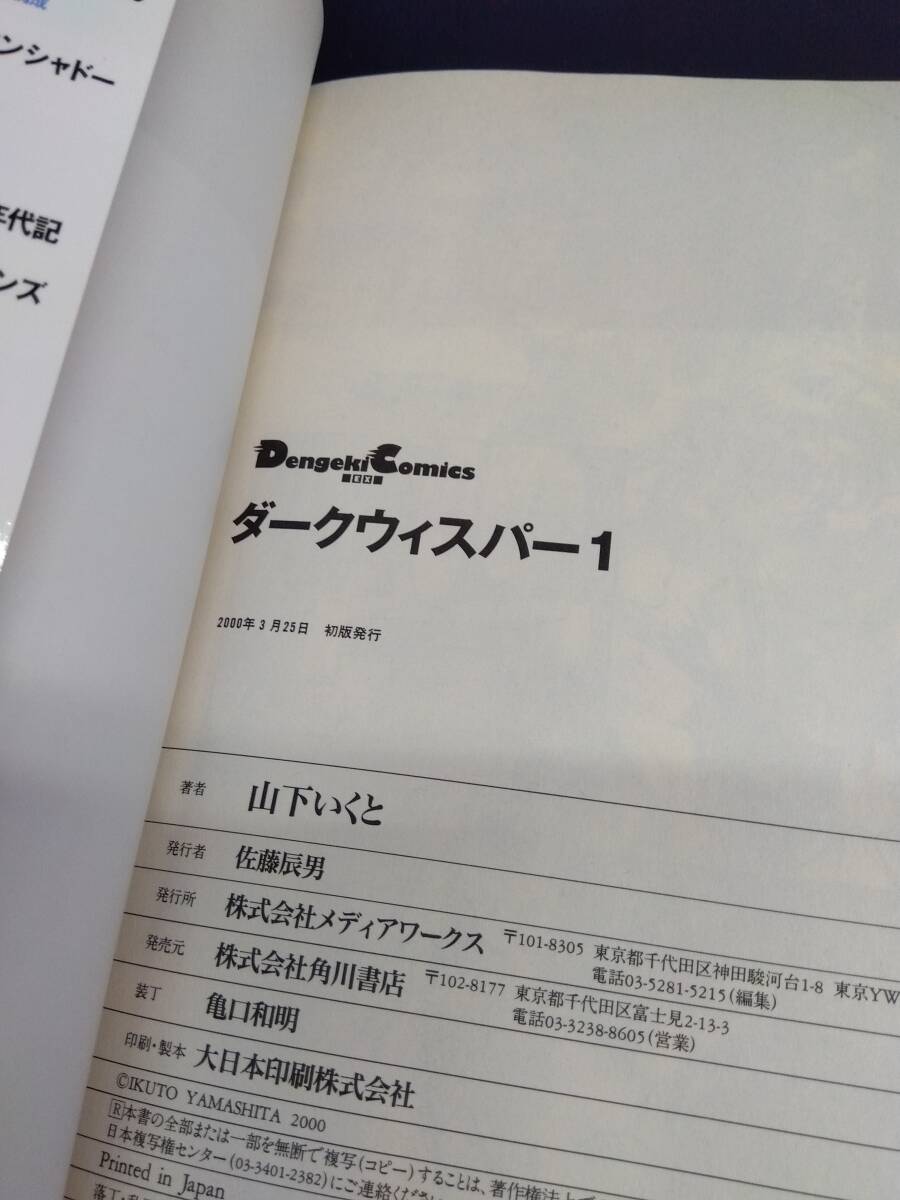 ンシャドー
年代記
ンズ
Dengeki Comics
EX
ダークウィスパー1
2000年3月25日 初版発行
著者 山下いくと
発行者 佐藤辰男
発行所 株式会社メディアワークス 〒101-8305 東京都千代田区神田駿河台1-8 東京YW
電話03-5281-5215(編集)
発売元 株式会社角川書店 〒102-8177 東京都千代田区富士見2-13-3
電話03-3238-8605(営業)
装丁 亀口和明
印刷・製本 大日本印刷株式会社
©IKUTO YAMASHITA 2000
R本書の全部または一部を無断で複写(コピー)することは、著作権法上で
日本複写権センター(03-3401-2382)にご連絡くださ
Printed in Japan
落丁・乱